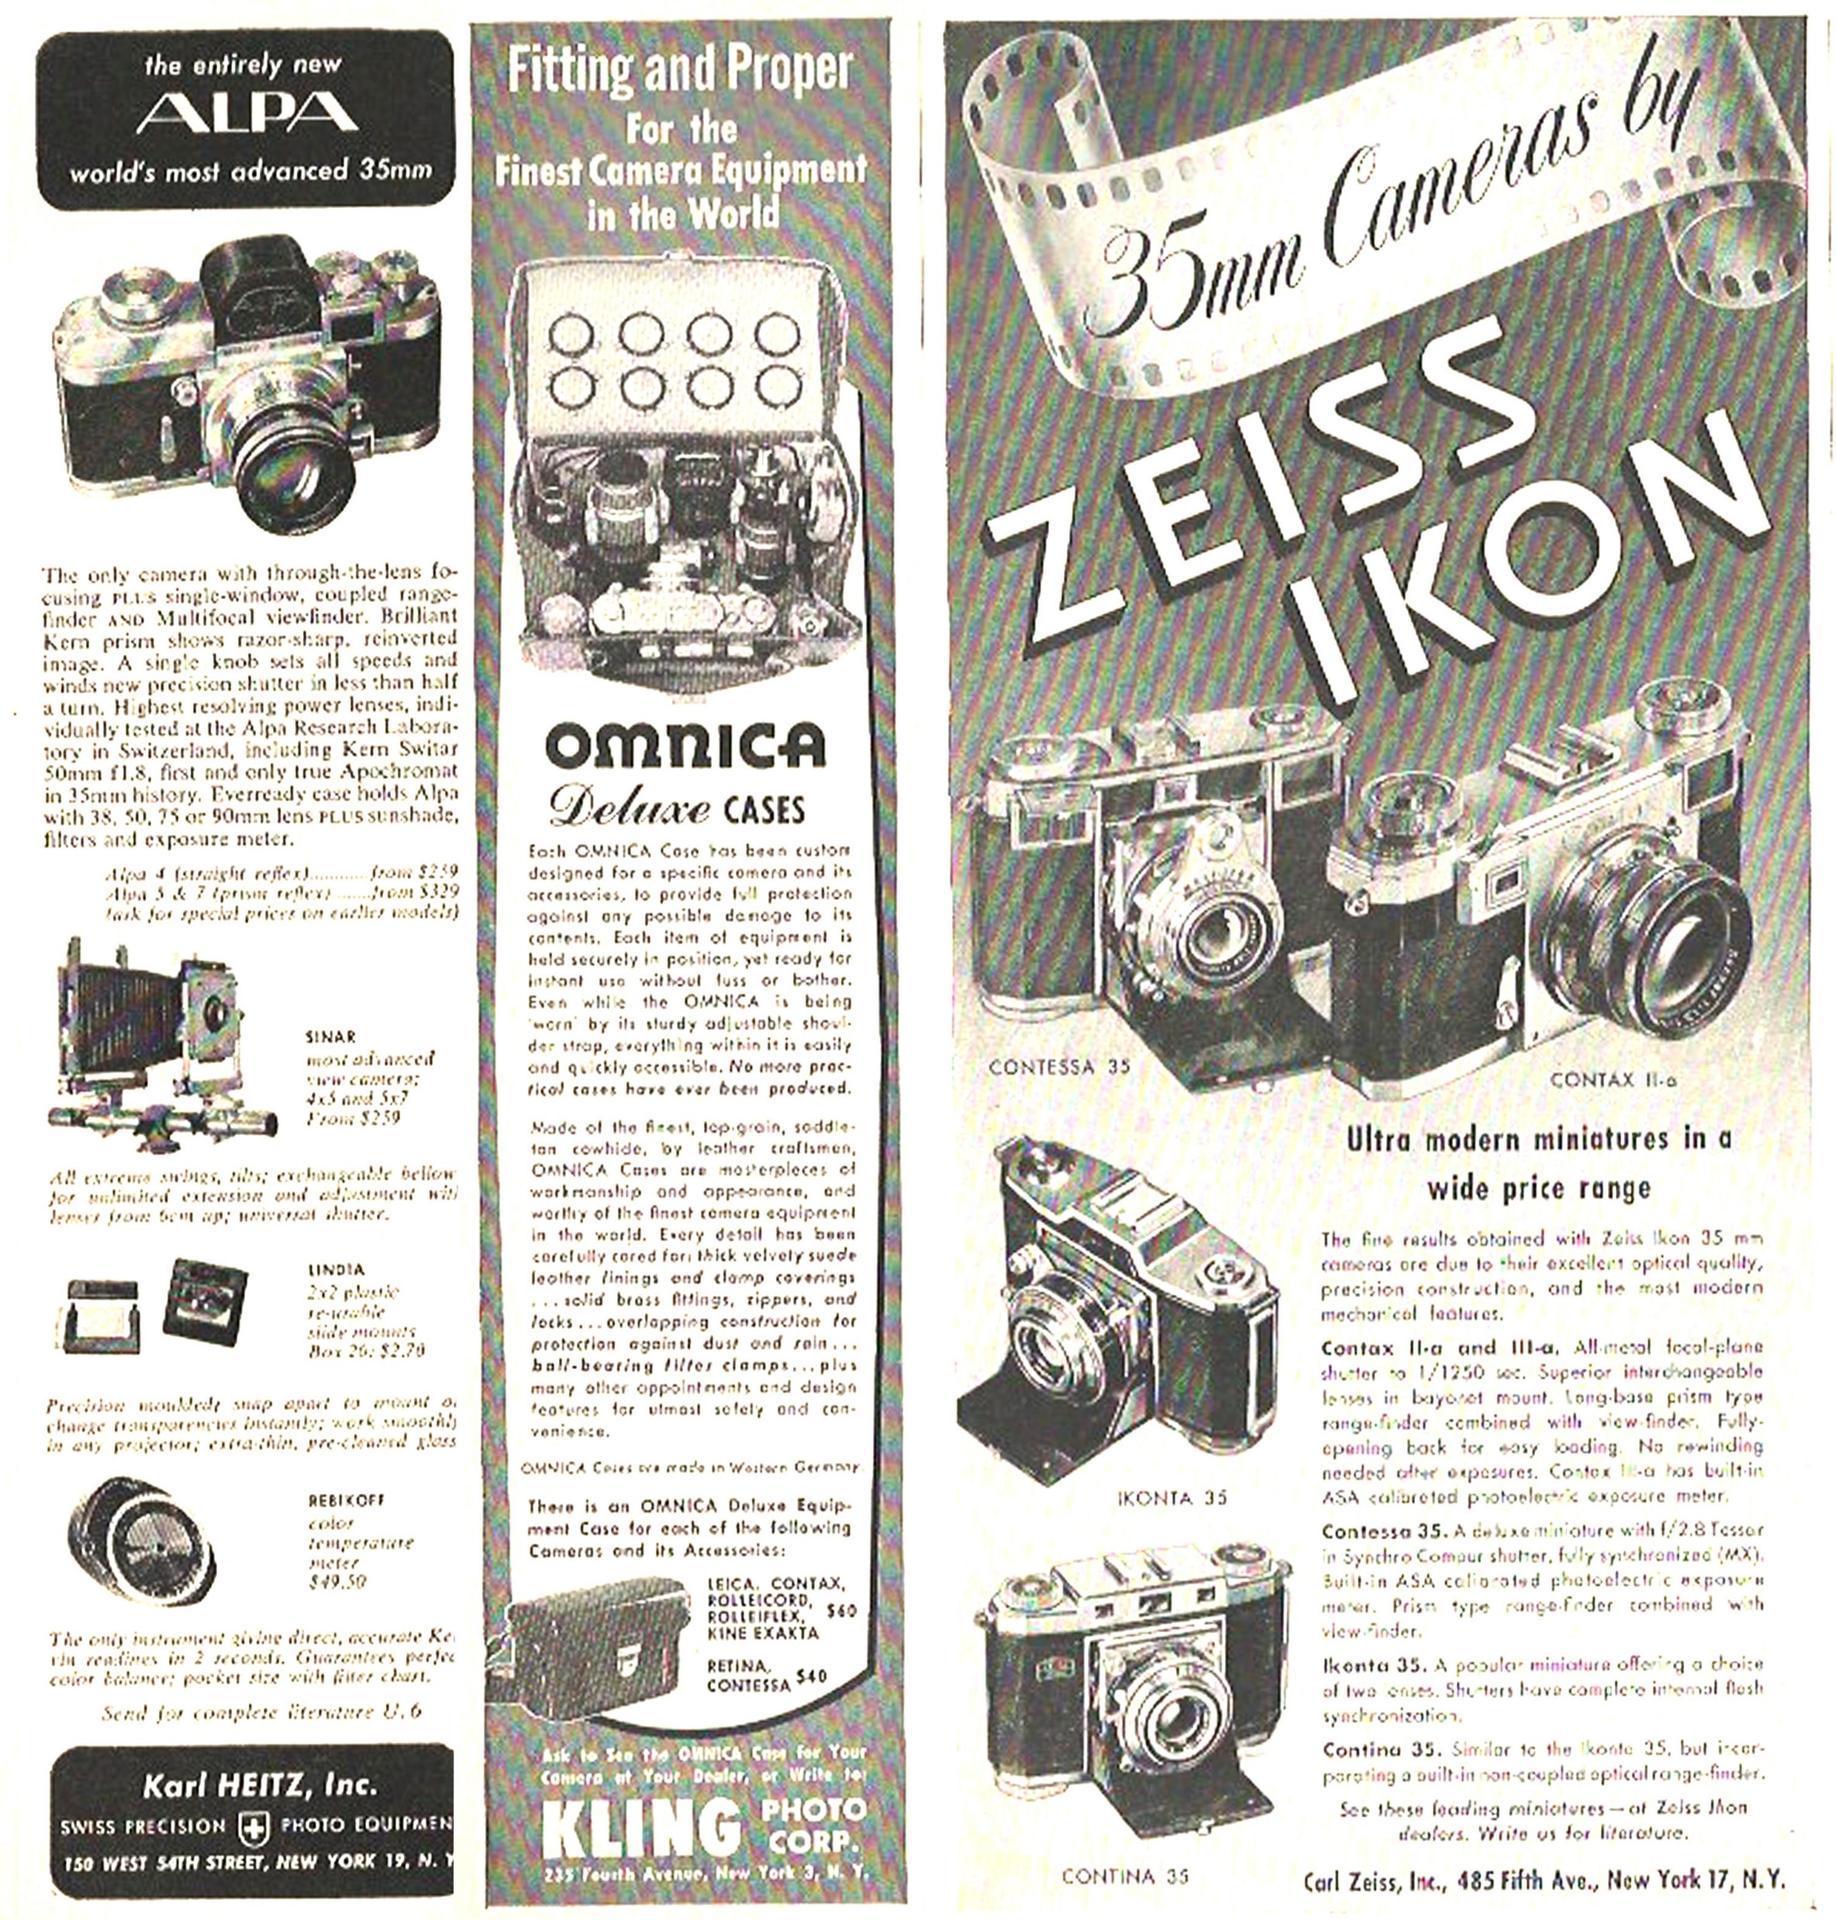 the entirely new
ALPA
world's most advanced 35mm
The only camera with through-the-lens fo-
cusing PLUS single-window, coupled range-
finder AND Multifocal viewfinder. Brilliant
Kern prism shows razor-sharp, reinverted
image. A single knob sets all speeds and
winds new precision shutter in less than half
a turn. Highest resolving power lenses, indi-
vidually tested at the Alpa Research Labora-
tory in Switzerland, including Kern Switar
50mm f1.8, first and only true Apochromat
in 35mm history. Everready case holds Alpa
with 38, 50, 75 or 90mm lens PLUS sunshade,
filters and exposure meter.
Alpa 4 (straight reflex)........... from $259
Alpa 5 & 7 (prism reflex) ......from $329
(ask for special prices on earlier models)
SINAR
most advanced
view camera;
4x5 and 5x7
From $259
All extreme swings, tilts; exchangeable bellow
for unlimited extension and adjustment wit
lenses from 6cm up; universal shutter.
LINDIA
2x2 plastic
re-usable
slide mounts
Box 20: $2.70
Precision moulded; snap apart to mount o
change transparencies instantly; work smoothly
in any projector; extra-thin, pre-cleaned glass
REBIKOFF
color
temperature
meter
$49.50
The only instrument giving direct, accurate Ke
vin readings in 2 seconds. Guarantees perfec
color balance; pocket size with filter chart.
Send for complete literature U. 6
Karl HEITZ, Inc.
SWISS PRECISION PHOTO EQUIPMEN
150 WEST 54TH STREET, NEW YORK 19, N. Y
Fitting and Proper
For the
Finest Camera Equipment
in the World
OMNICA
Deluxe CASES
Each OMNICA Case has been custom
designed for a specific camera and its
accessories, to provide full protection
against any possible damage to its
contents. Each item of equipment is
held securely in position, yet ready for
instant use without fuss or bother.
Even while the OMNICA is being
'worn' by its sturdy adjustable shoul-
der strap, everything within it is easily
and quickly accessible. No more prac-
tical cases have ever been produced.
Made of the finest, top-grain, saddle-
tan cowhide, by leather craftsmen,
OMNICA Cases are masterpieces of
workmanship and appearance, and
worthy of the finest camera equipment
in the world. Every detail has been
carefully cared for: thick velvety suede
leather linings and clamp coverings
...solid brass fittings, zippers, and
locks...overlapping construction for
protection against dust and rain...
ball-bearing filter clamps...plus
many other appointments and design
features for utmost safety and con-
venience.
OMNICA Cases are made in Western Germany.
There is an OMNICA Deluxe Equip-
ment Case for each of the following
Cameras and its Accessories:
LEICA, CONTAX,
ROLLEICORD,
ROLLEIFLEX, $60
KINE EXAKTA
RETINA,
CONTESSA $40
Ask to See the OMNICA Case for Your
Camera at Your Dealer, or Write to:
KLING PHOTO
CORP.
235 Fourth Avenue, New York 3, N. Y.
35mm Cameras by
ZEISS
IKON
CONTESSA 35
CONTAX II-a
Ultra modern miniatures in a
wide price range
The fine results obtained with Zeiss Ikon 35 mm
cameras are due to their excellent optical quality,
precision construction, and the most modern
mechanical features.
Contax II-a and III-a. All-metal focal-plane
shutter to 1/1250 sec. Superior interchangeable
lenses in bayonet mount. Long-base prism type
range-finder combined with view-finder. Fully-
opening back for easy loading. No rewinding
needed after exposures. Contax III-a has built-in
ASA calibrated photoelectric exposure meter.
Contessa 35. A deluxe miniature with f/2.8 Tessar
in Synchro Compur shutter, fully synchronized (MX).
Built-in ASA calibrated photoelectric exposure
meter. Prism type range-finder combined with
view-finder.
Ikonta 35. A popular miniature offering a choice
of two lenses. Shutters have complete internal flash
synchronization.
Contina 35. Similar to the Ikonta 35, but incor-
porating a built-in non-coupled optical range-finder.
See these leading miniatures—at Zeiss Ikon
dealers. Write us for literature.
Carl Zeiss, Inc., 485 Fifth Ave., New York 17, N.Y.
IKONTA 35
CONTINA 35